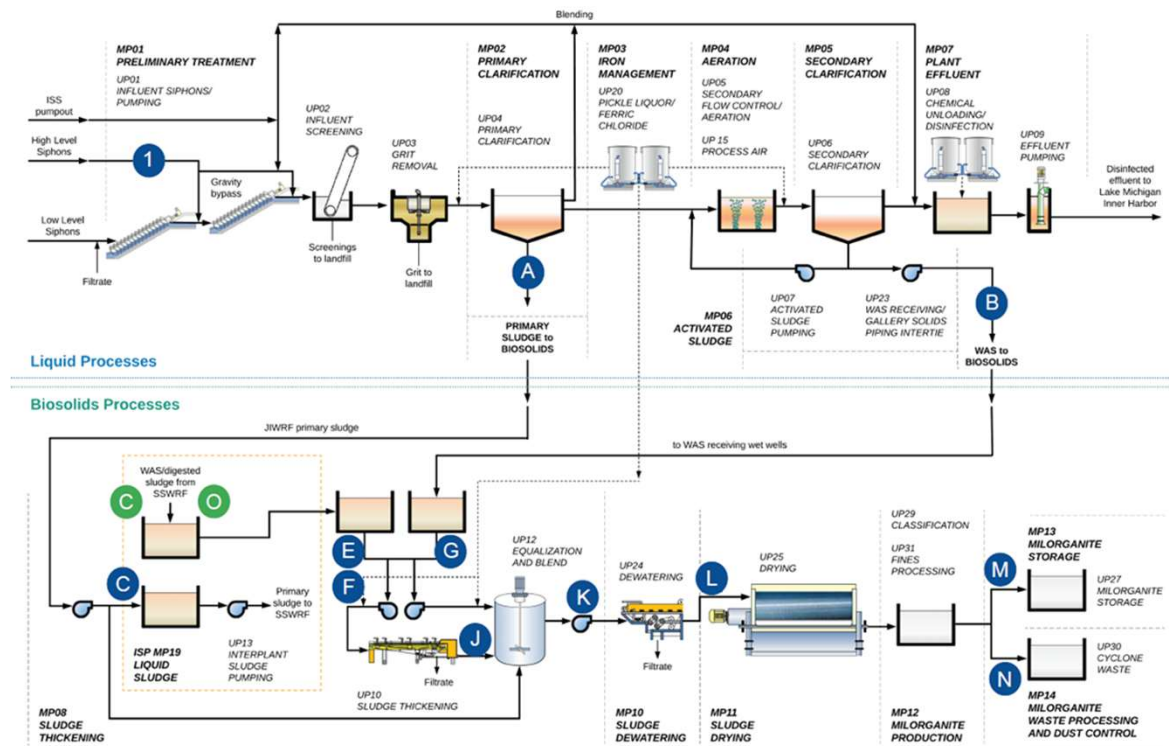 Blending
MP01
PRELIMINARY TREATMENT
UP01
INFLUENT SIPHONS/
PUMPING
ISS
pumpout
High Level
Siphons
1
Gravity
bypass
Low Level
Siphons
Filtrate
UP02
INFLUENT
SCREENING
Screenings
to landfill
UP03
GRIT
REMOVAL
Grit to
landfill
MP02
PRIMARY
CLARIFICATION
UP04
PRIMARY
CLARIFICATION
A
PRIMARY
SLUDGE to
BIOSOLIDS
MP03
IRON
MANAGEMENT
UP20
PICKLE LIQUOR/
FERRIC
CHLORIDE
MP04
AERATION
UP05
SECONDARY
FLOW CONTROL/
AERATION
UP 15
PROCESS AIR
MP05
SECONDARY
CLARIFICATION
UP06
SECONDARY
CLARIFICATION
MP07
PLANT
EFFLUENT
UP08
CHEMICAL
UNLOADING/
DISINFECTION
UP09
EFFLUENT
PUMPING
Disinfected
effluent to
Lake Michigan
Inner Harbor
MP06
ACTIVATED
SLUDGE
UP07
ACTIVATED
SLUDGE
PUMPING
UP23
WAS RECEIVING/
GALLERY SOLIDS
PIPING INTERTIE
B
WAS to
BIOSOLIDS
Liquid Processes
Biosolids Processes
JIWRF primary sludge
to WAS receiving wet wells
WAS/digested
sludge from
SSWRF
C
O
C
Primary
sludge to
SSWRF
ISP MP19
LIQUID
SLUDGE
UP13
INTERPLANT
SLUDGE
PUMPING
MP08
SLUDGE
THICKENING
E
G
F
J
Filtrate
UP10
SLUDGE THICKENING
UP12
EQUALIZATION
AND BLEND
K
UP24
DEWATERING
Filtrate
MP10
SLUDGE
DEWATERING
L
UP25
DRYING
MP11
SLUDGE
DRYING
UP29
CLASSIFICATION
UP31
FINES
PROCESSING
MP12
MILORGANITE
PRODUCTION
MP13
MILORGANITE
STORAGE
M
UP27
MILORGANITE
STORAGE
N
UP30
CYCLONE
WASTE
MP14
MILORGANITE
WASTE PROCESSING
AND DUST CONTROL